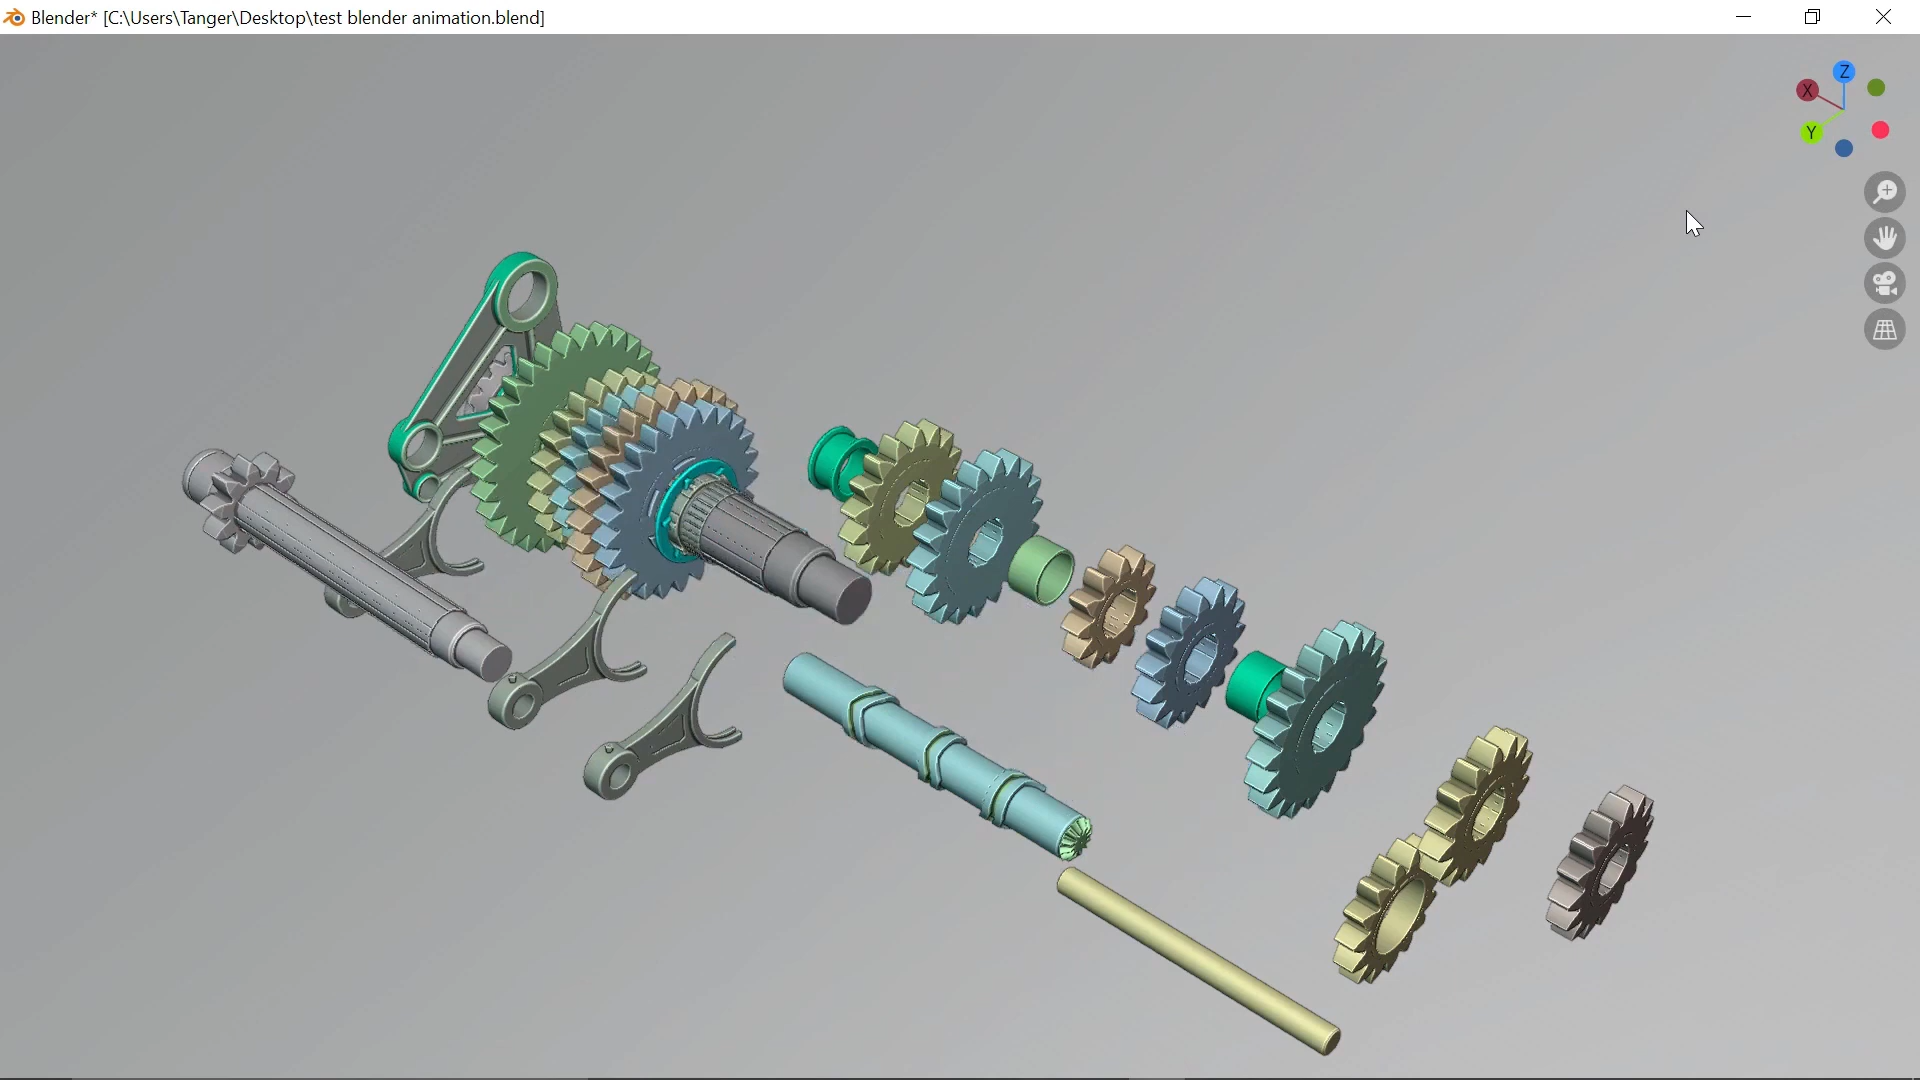 Blender* [C:\Users\Tanger\Desktop\test blender animation.blend]
Z
X
Y